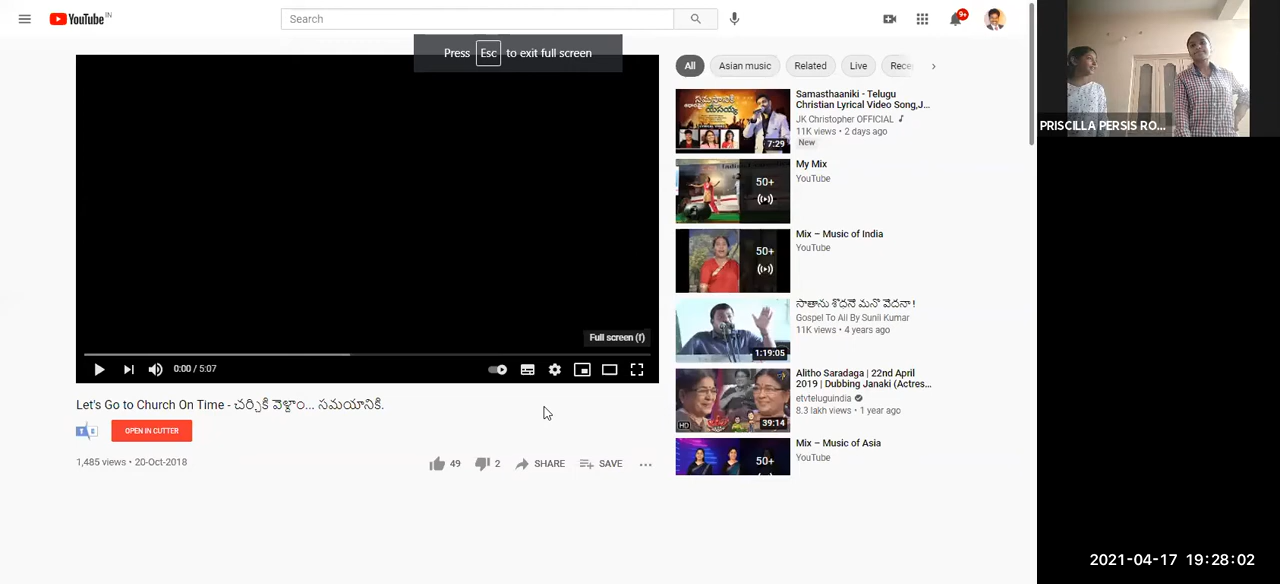 YouTube IN
Search
9+
Press Esc to exit full screen
All
Asian music
Related
Live
Rece
Full screen (f)
0:00 / 5:07
Let's Go to Church On Time - చర్చికి వెళ్దాం... సమయానికి.
OPEN IN CUTTER
1,485 views • 20-Oct-2018
49
2
SHARE
SAVE
7:29
Samasthaaniki - Telugu
Christian Lyrical Video Song,J...
JK Christopher OFFICIAL
11K views • 2 days ago
New
50+
My Mix
YouTube
50+
Mix – Music of India
YouTube
1:19:05
సాతాను శోధనే మనో వేదనా !
Gospel To All By Sunil Kumar
11K views • 4 years ago
HD
39:14
Alitho Saradaga | 22nd April
2019 | Dubbing Janaki (Actres...
etvteluguindia
8.3 lakh views • 1 year ago
50+
Mix – Music of Asia
YouTube
PRISCILLA PERSIS RO...
2021-04-17 19:28:02